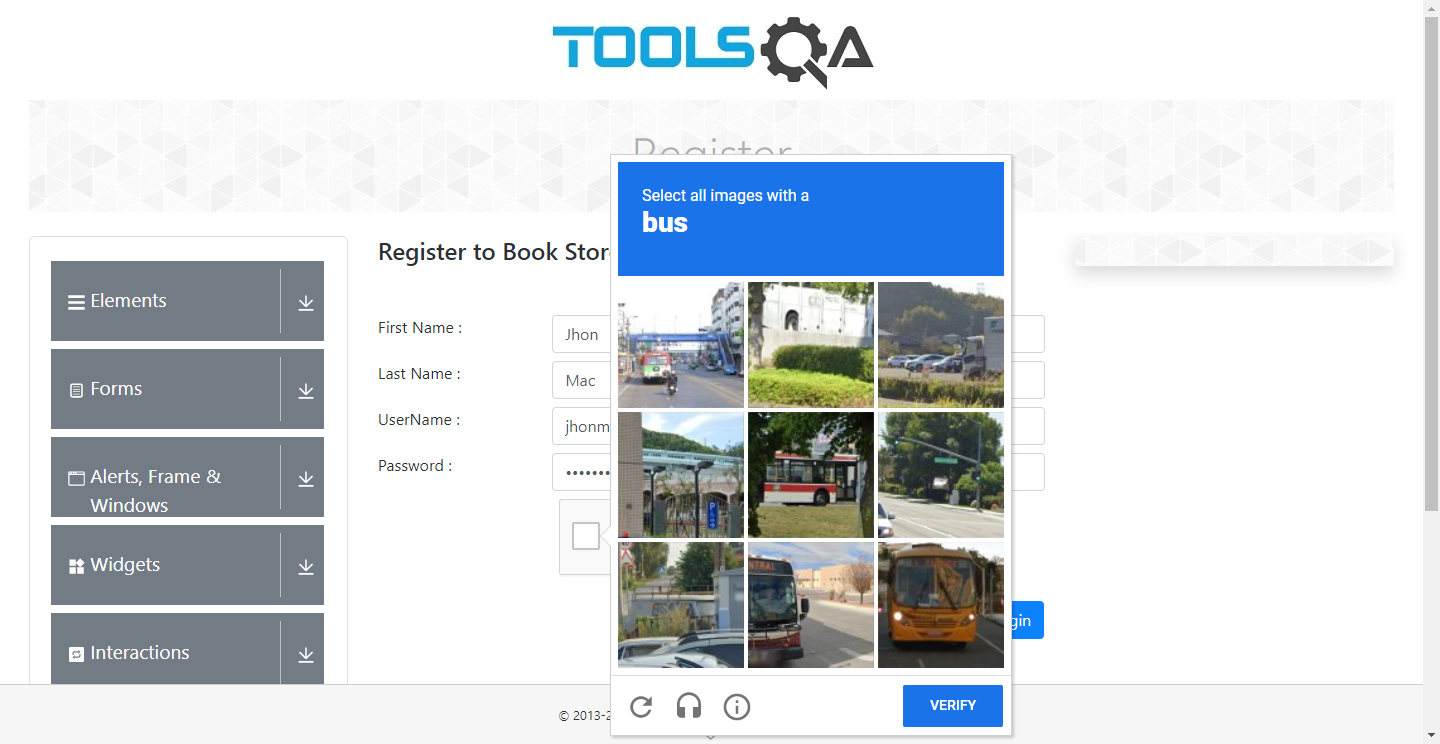 TOOLSQA
Register
Elements
Forms
Alerts, Frame &
Windows
Widgets
Interactions
Register to Book Stor
First Name :
Jhon
Last Name :
Mac
UserName :
jhonm
Password :
Select all images with a
bus
P
NTRAL
VERIFY
gin
© 2013-2